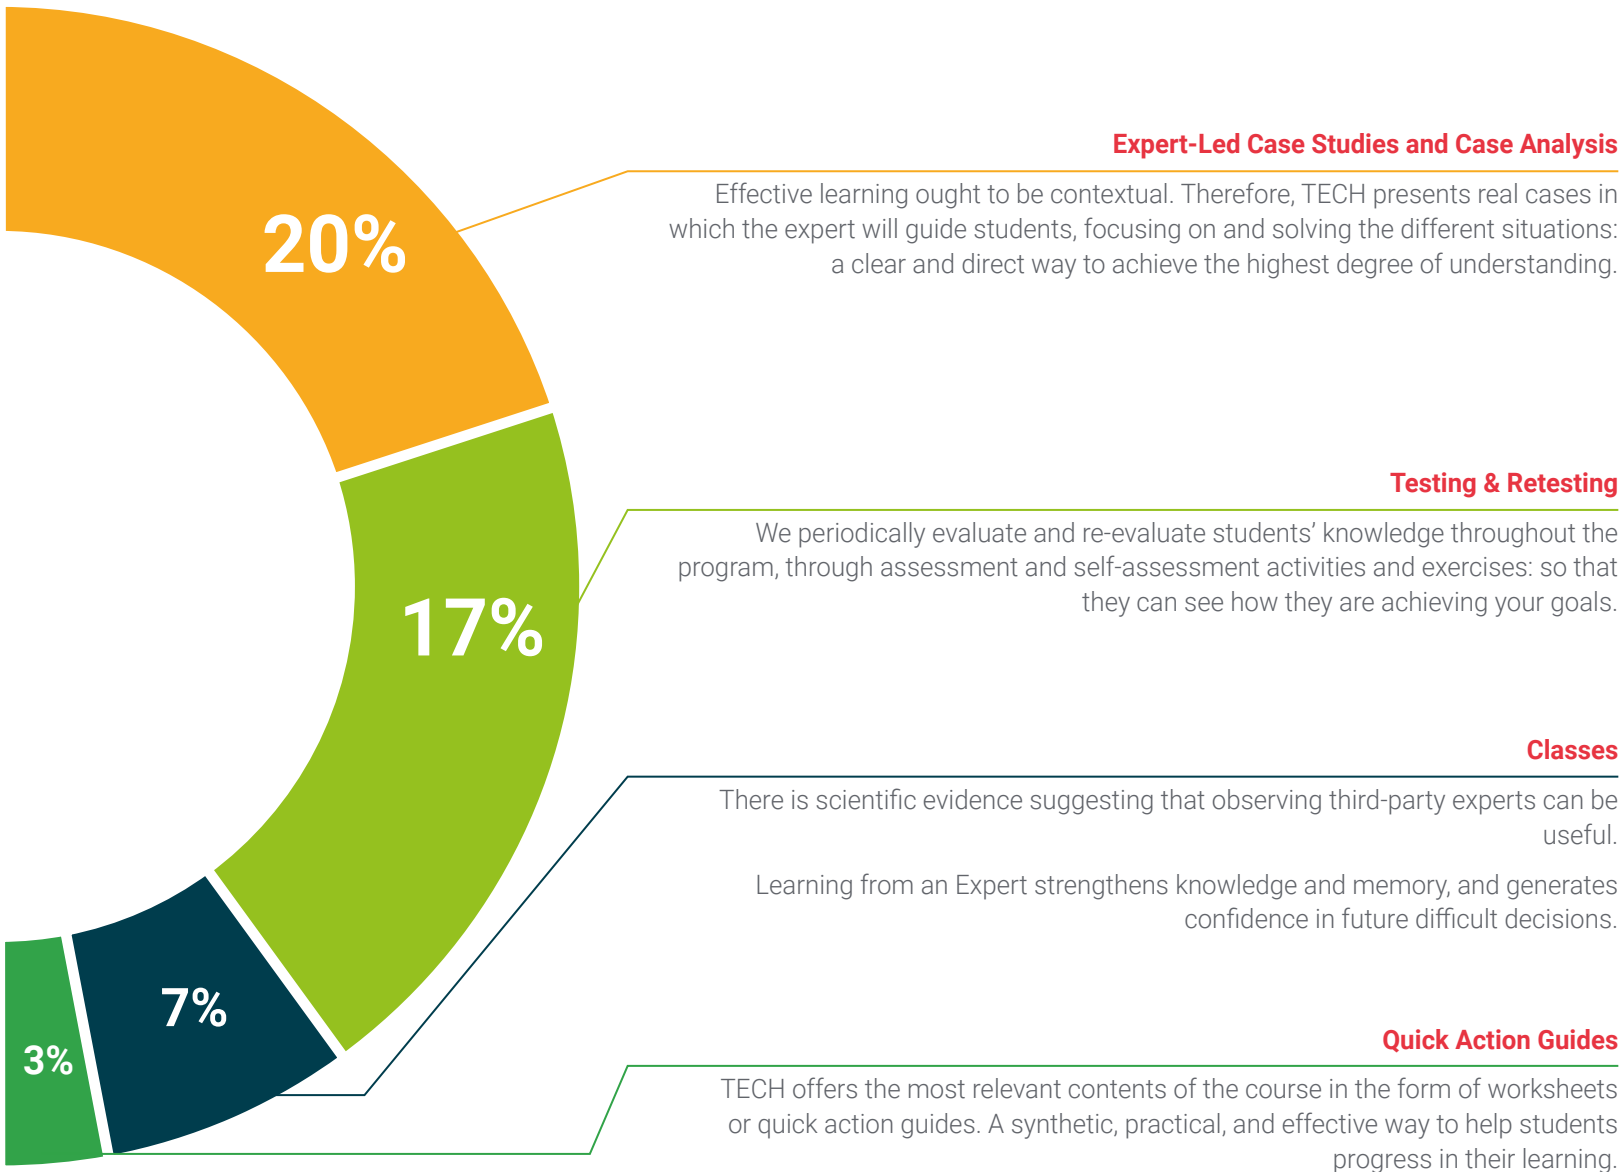 Expert-Led Case Studies and Case Analysis
Effective learning ought to be contextual. Therefore, TECH presents real cases in
which the expert will guide students, focusing on and solving the different situations:
a clear and direct way to achieve the highest degree of understanding.
20%
Testing & Retesting
We periodically evaluate and re-evaluate students’ knowledge throughout the
program, through assessment and self-assessment activities and exercises: so that
they can see how they are achieving your goals.
17%
Classes
There is scientific evidence suggesting that observing third-party experts can be
useful.
Learning from an Expert strengthens knowledge and memory, and generates
confidence in future difficult decisions.
7%
Quick Action Guides
TECH offers the most relevant contents of the course in the form of worksheets
or quick action guides. A synthetic, practical, and effective way to help students
progress in their learning.
3%